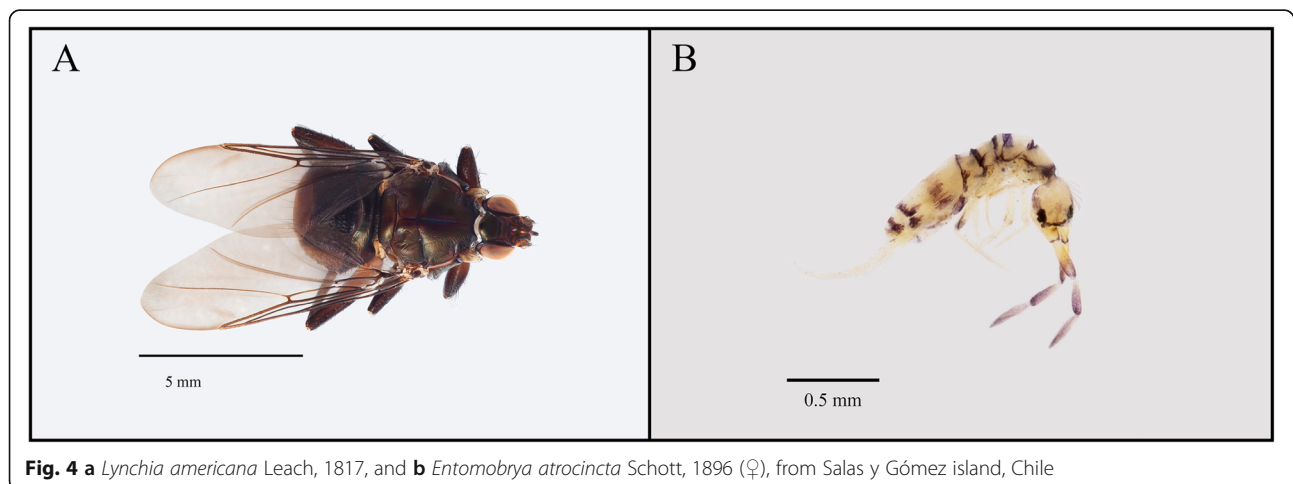 A
B
5 mm
0.5 mm
Fig. 4 a Lynchia americana Leach, 1817, and b Entomobrya atrocincta Schott, 1896 (♀), from Salas y Gómez island, Chile